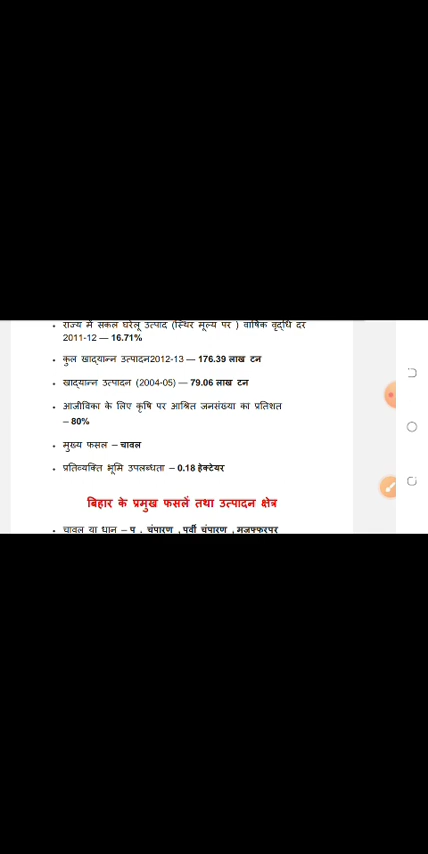 राज्य में सकल घरेलू उत्पाद (स्थिर मूल्य पर ) वार्षिक वृद्धि दर
2011-12 — 16.71%
कुल खाद्यान्न उत्पादन2012-13 — 176.39 लाख टन
खाद्यान्न उत्पादन (2004-05) — 79.06 लाख टन
आजीविका के लिए कृषि पर आश्रित जनसंख्या का प्रतिशत
– 80%
मुख्य फसल – चावल
प्रतिव्यक्ति भूमि उपलब्धता – 0.18 हेक्टेयर
बिहार के प्रमुख फसलें तथा उत्पादन क्षेत्र
चावल या धान – प . चंपारण , पूर्वी चंपारण , मुजफ्फरपुर